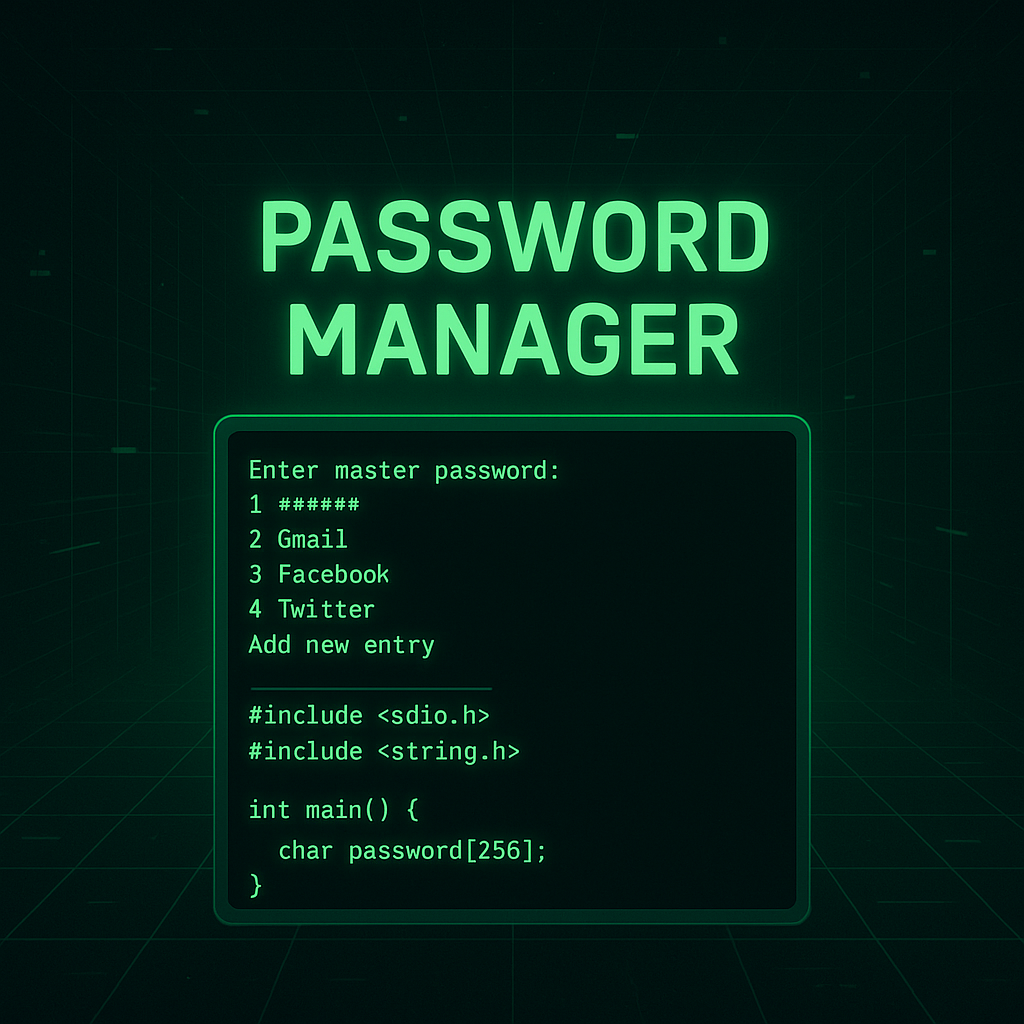 PASSWORD
MANAGER
Enter master password:
1 ######
2 Gmail
3 Facebook
4 Twitter
Add new entry
#include <sdio.h>
#include <string.h>
int main() {
  char password[256];
}